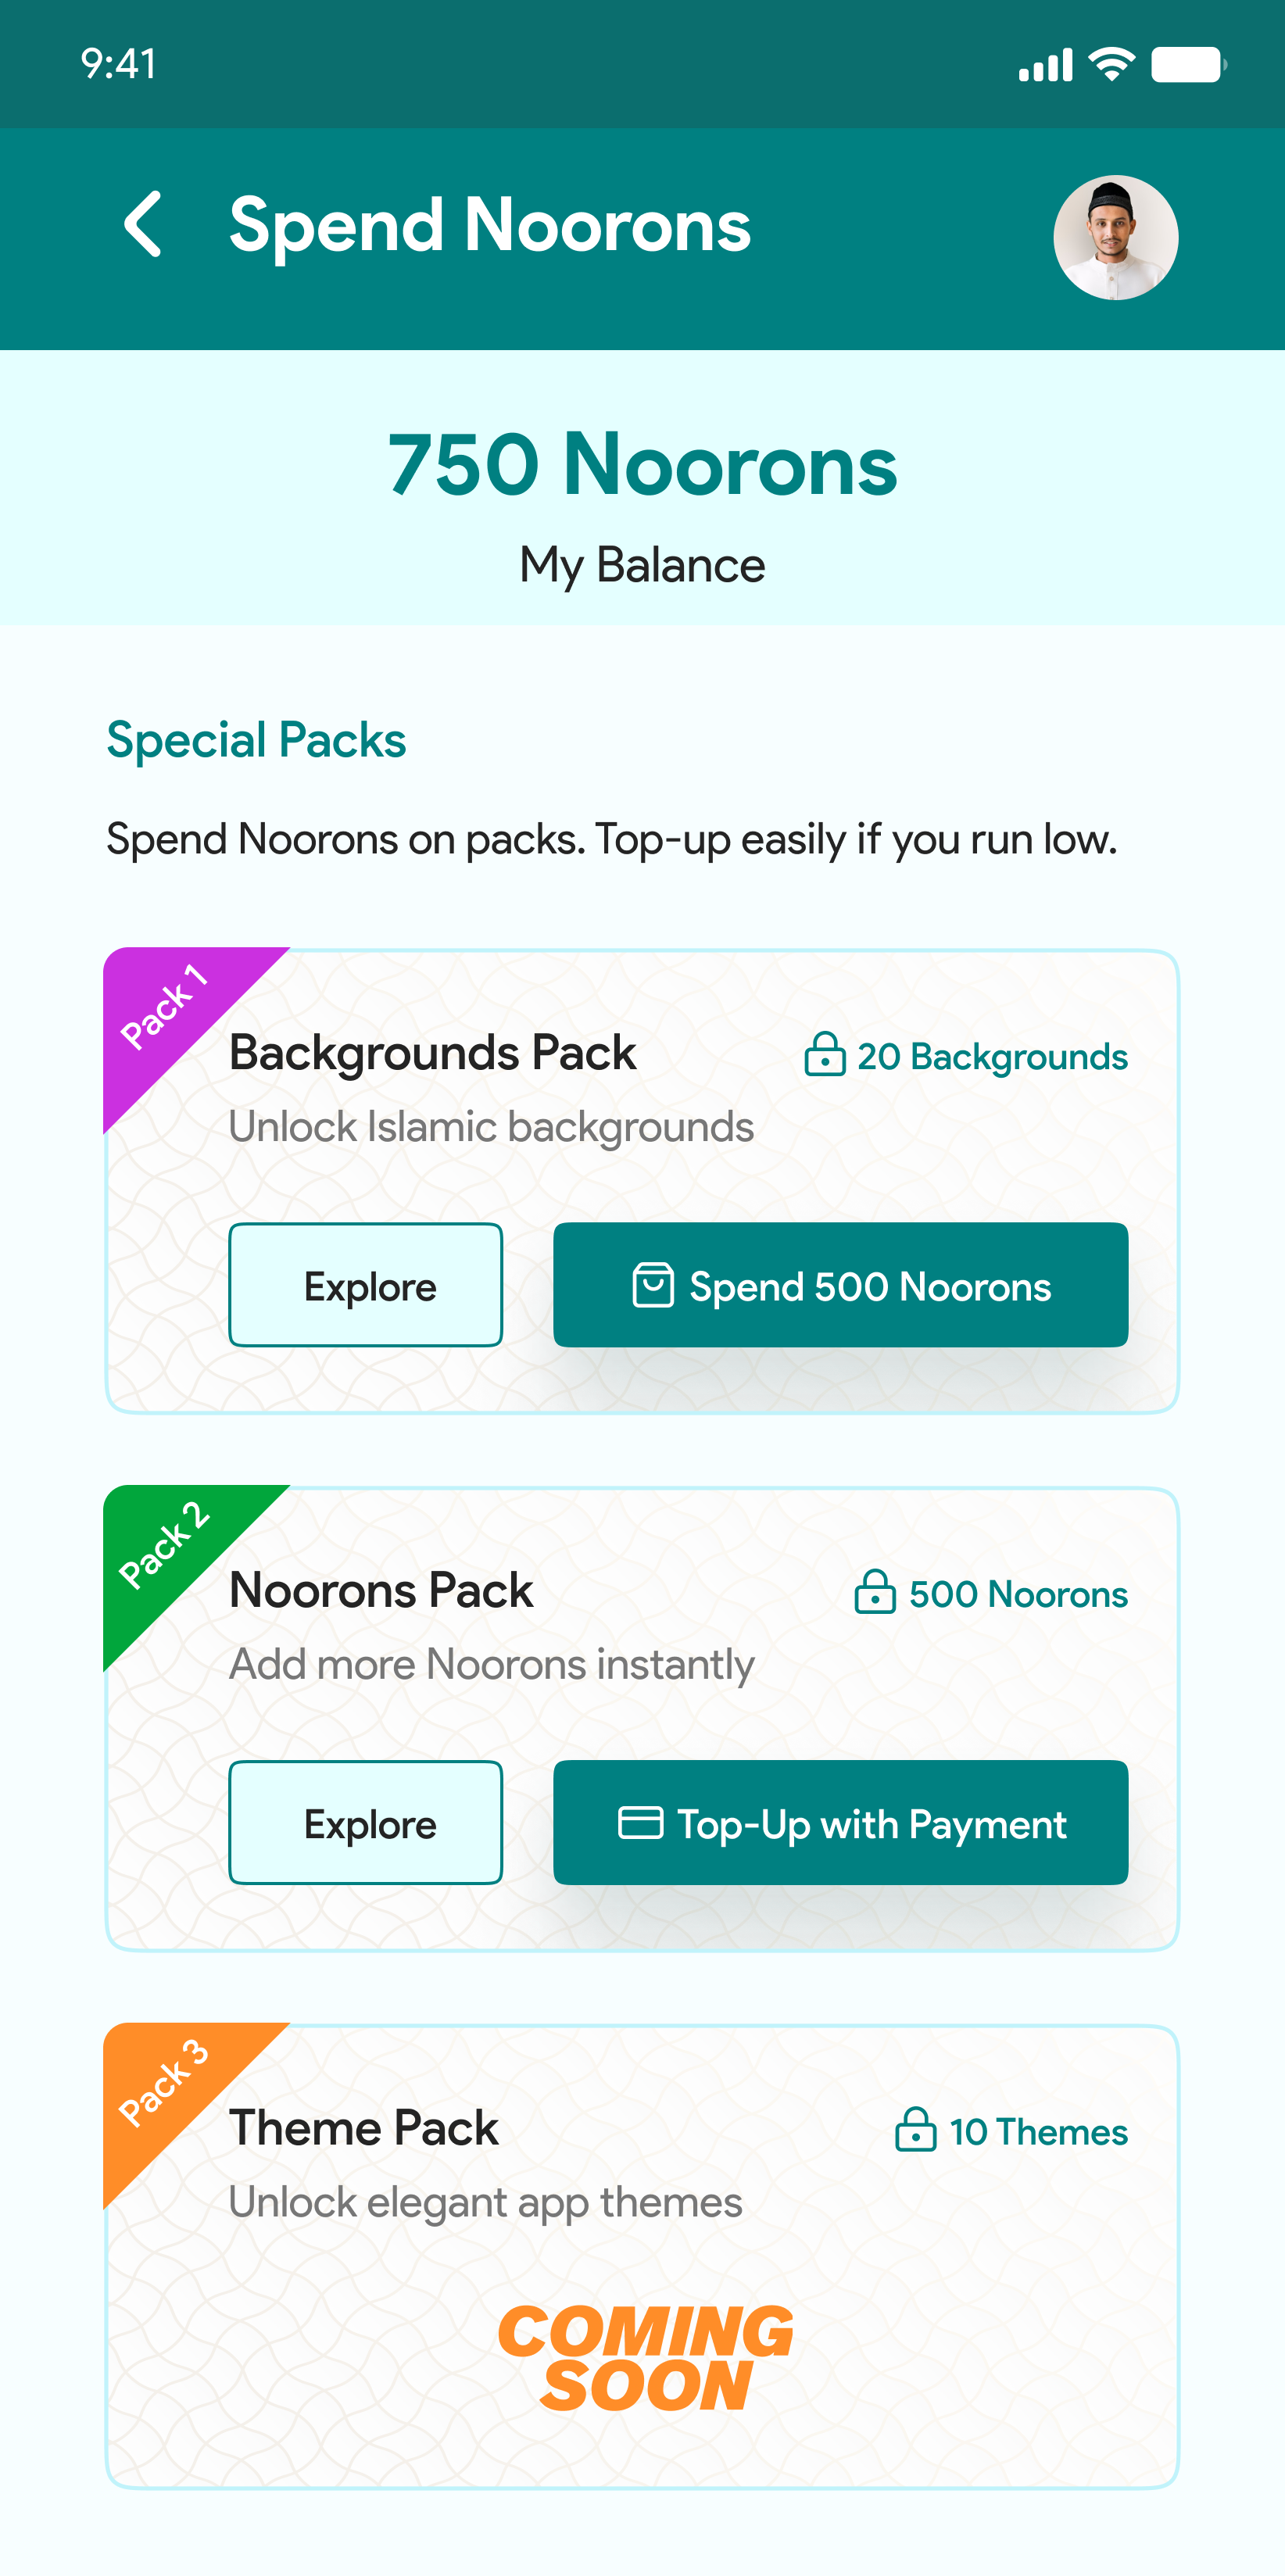 9:41
Spend Noorons
750 Noorons
My Balance
Special Packs
Spend Noorons on packs. Top-up easily if you run low.
Pack 1
Backgrounds Pack
20 Backgrounds
Unlock Islamic backgrounds
Explore
Spend 500 Noorons
Pack 2
Noorons Pack
500 Noorons
Add more Noorons instantly
Explore
Top-Up with Payment
Pack 3
Theme Pack
10 Themes
Unlock elegant app themes
COMING
SOON